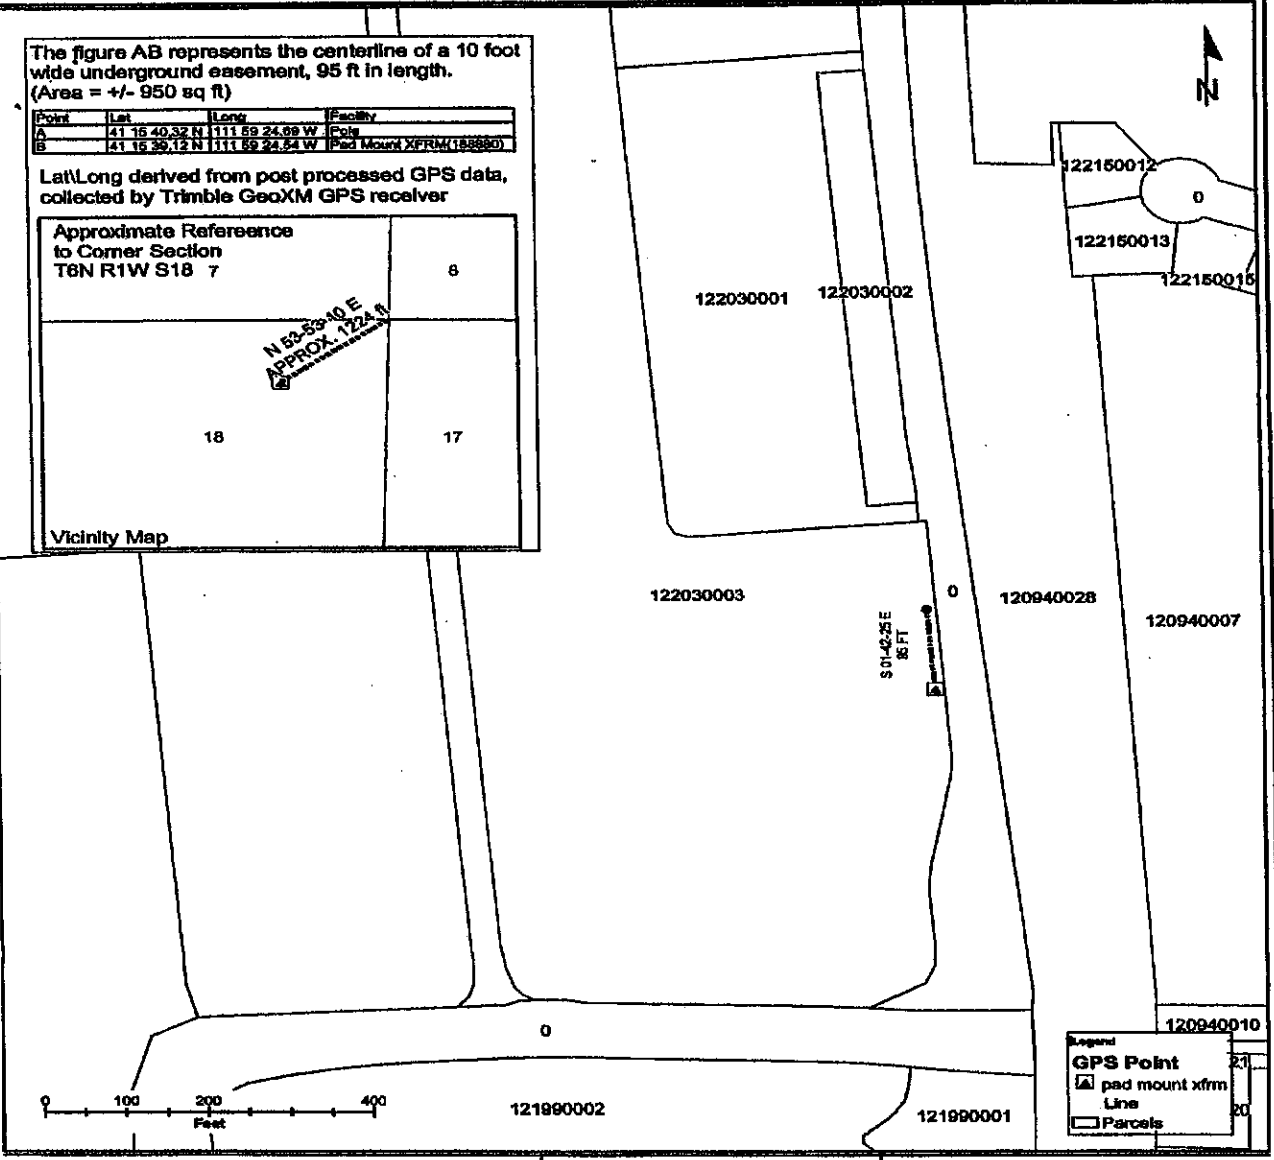 The figure AB represents the centerline of a 10 foot
wide underground easement, 95 ft in length.
(Area = +/- 950 sq ft)
Point Lat Long Facility
A 41 15 40.32 N 111 59 24.69 W Pole
B 41 15 39.12 N 111 59 24.54 W Pad Mount XFRM(188980)
Lat\Long derived from post processed GPS data,
collected by Trimble GeoXM GPS receiver
Approximate Refereence
to Corner Section
T6N R1W S18 7
8
N 53-53-10 E
APPROX. 1224 ft
18
17
Vicinity Map
N
122150012
0
122150013
122150015
122030001
122030002
122030003
0
120940028
120940007
S 01-42-25 E
95 FT
0
120940010
21
20
Legend
GPS Point
pad mount xfrm
Line
Parcels
0 100 200 400
Feet
121990002
121990001